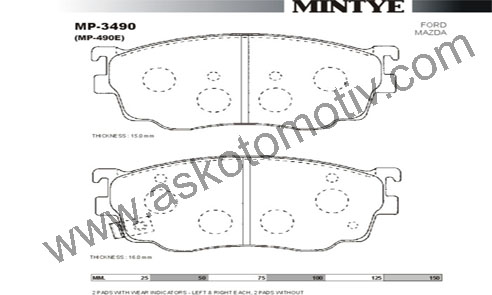 MINTYE
MP-3490
(MP-490E)
FORD
MAZDA
THICKNESS : 15.0 mm
THICKNESS : 16.0 mm
MM. 25 50 75 100 125 150
2 PADS WITH WEAR INDICATORS - LEFT & RIGHT EACH, 2 PADS WITHOUT
www.askotomotiv.com